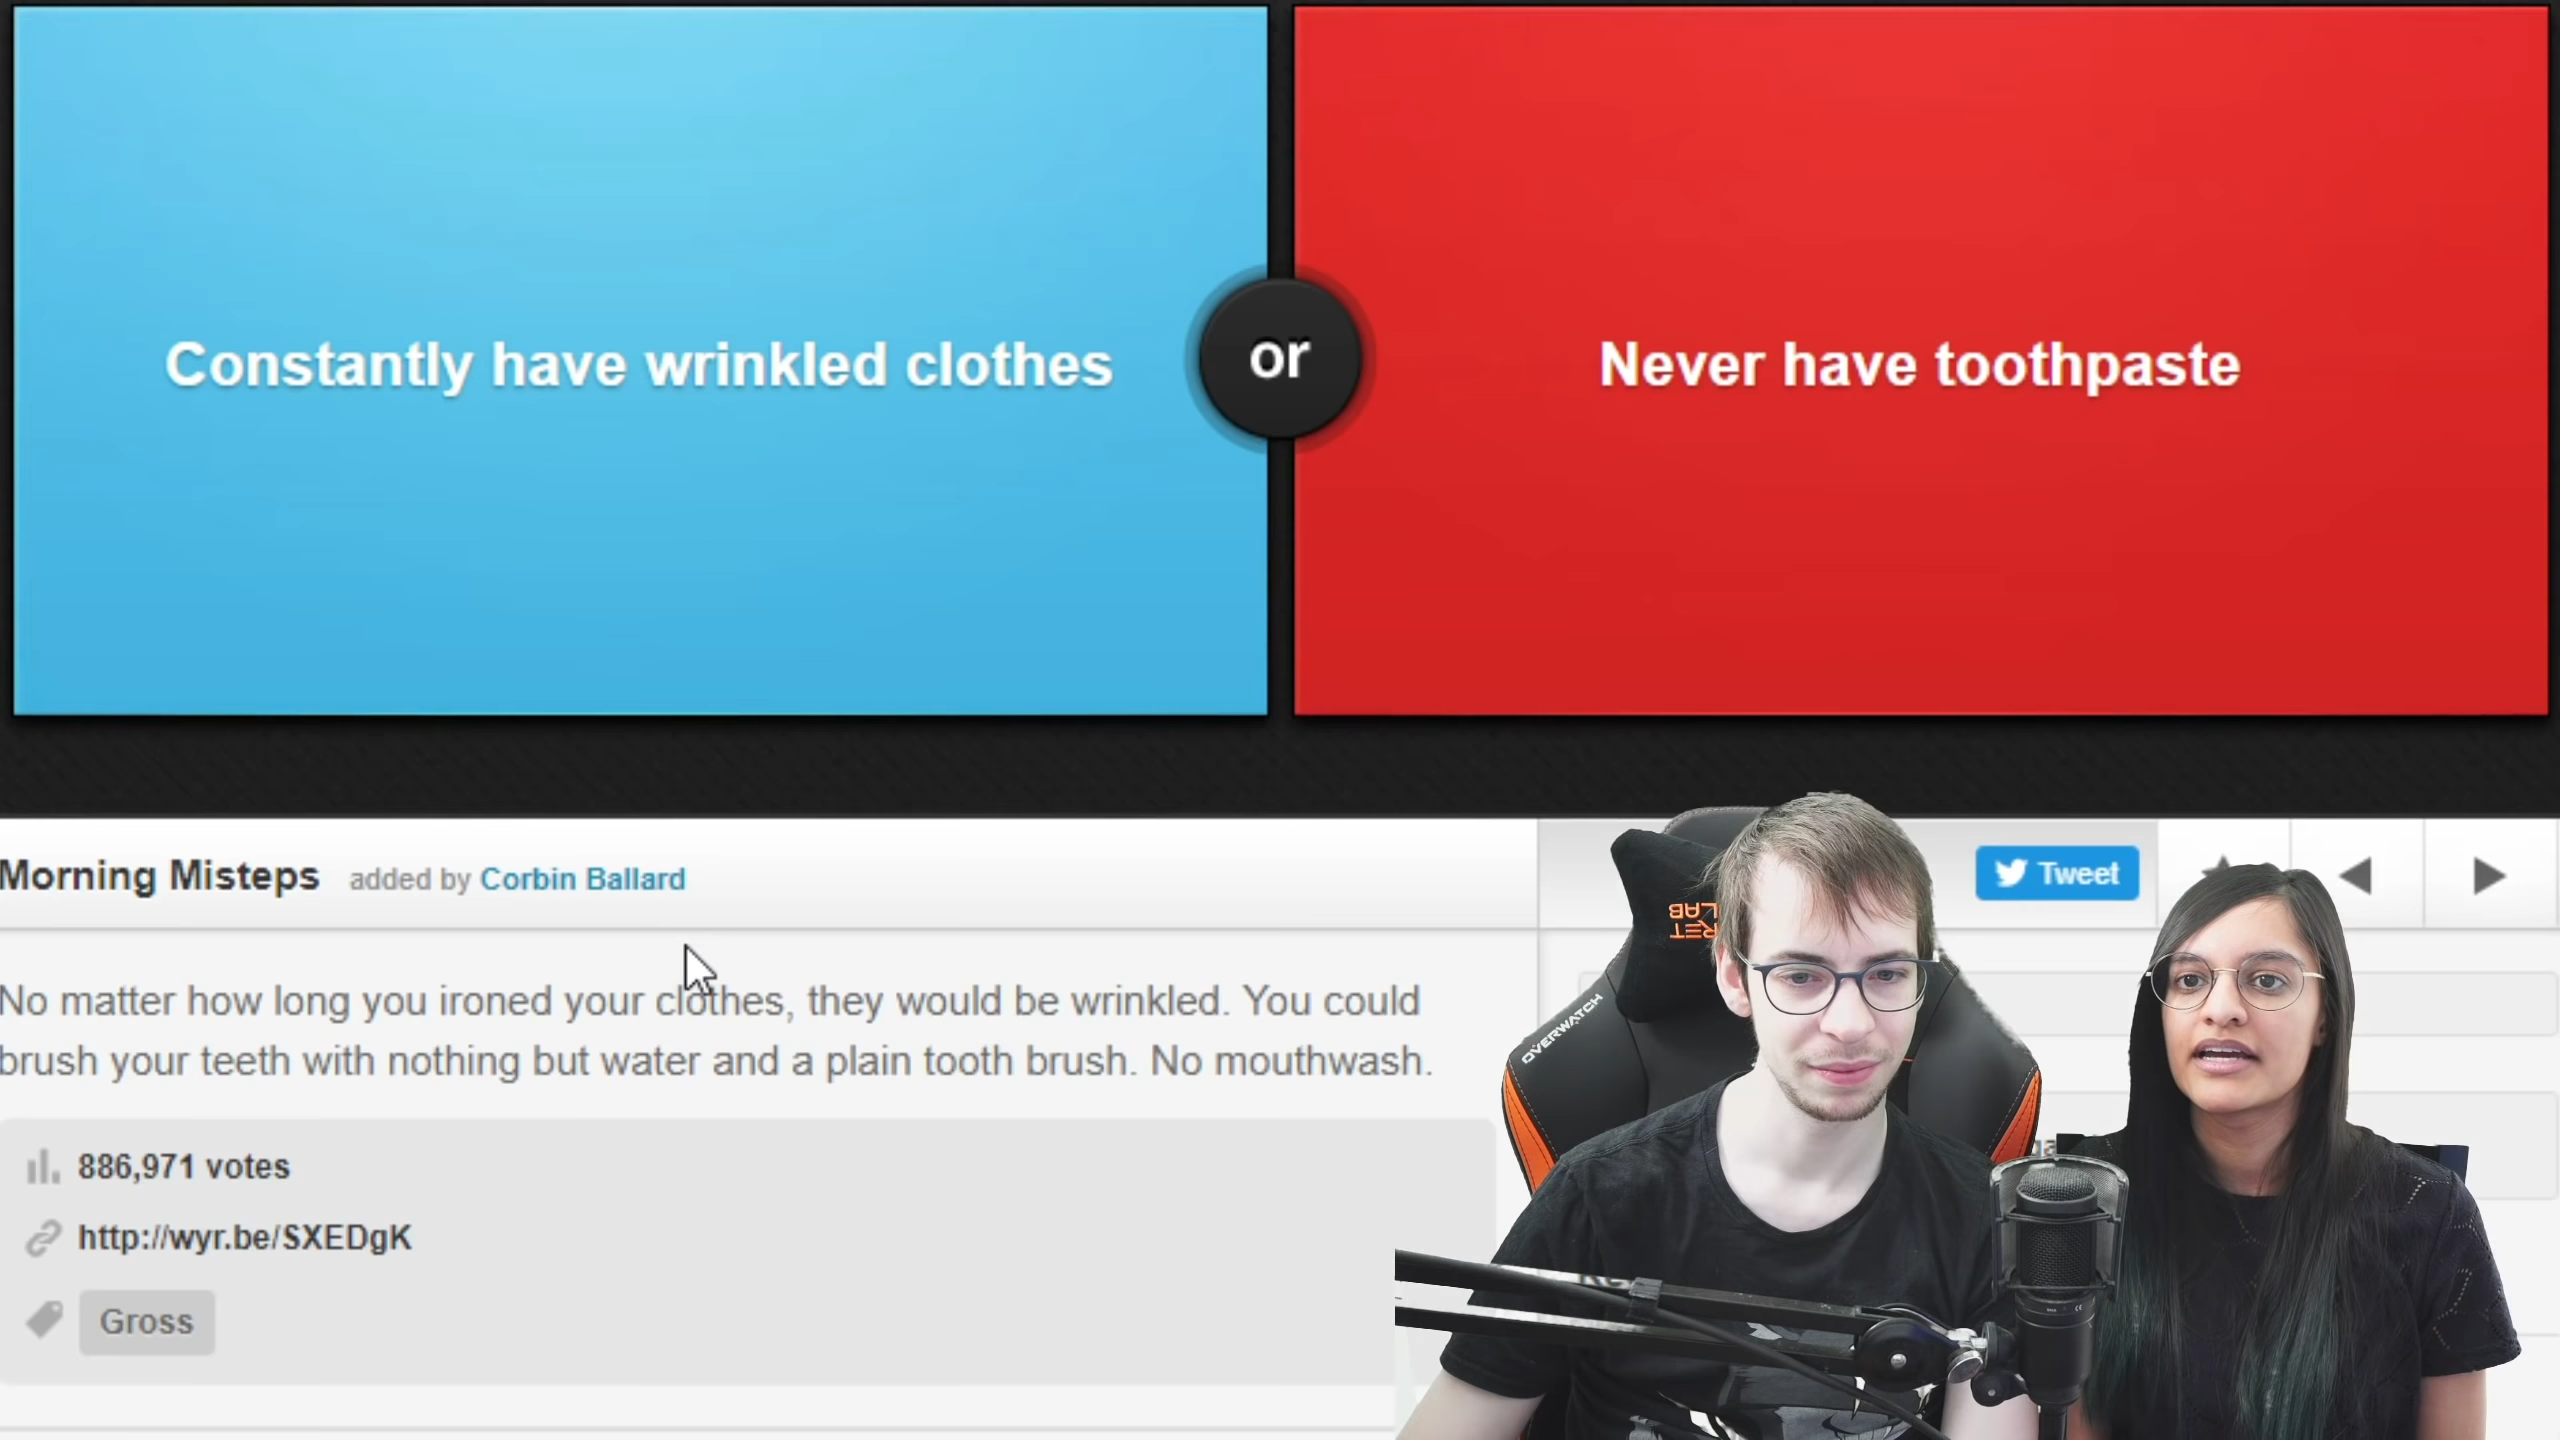 Constantly have wrinkled clothes
or
Never have toothpaste
Morning Misteps added by Corbin Ballard
Tweet
No matter how long you ironed your clothes, they would be wrinkled. You could
brush your teeth with nothing but water and a plain tooth brush. No mouthwash.
886,971 votes
http://wyr.be/SXEDgK
Gross
OVERWATCH